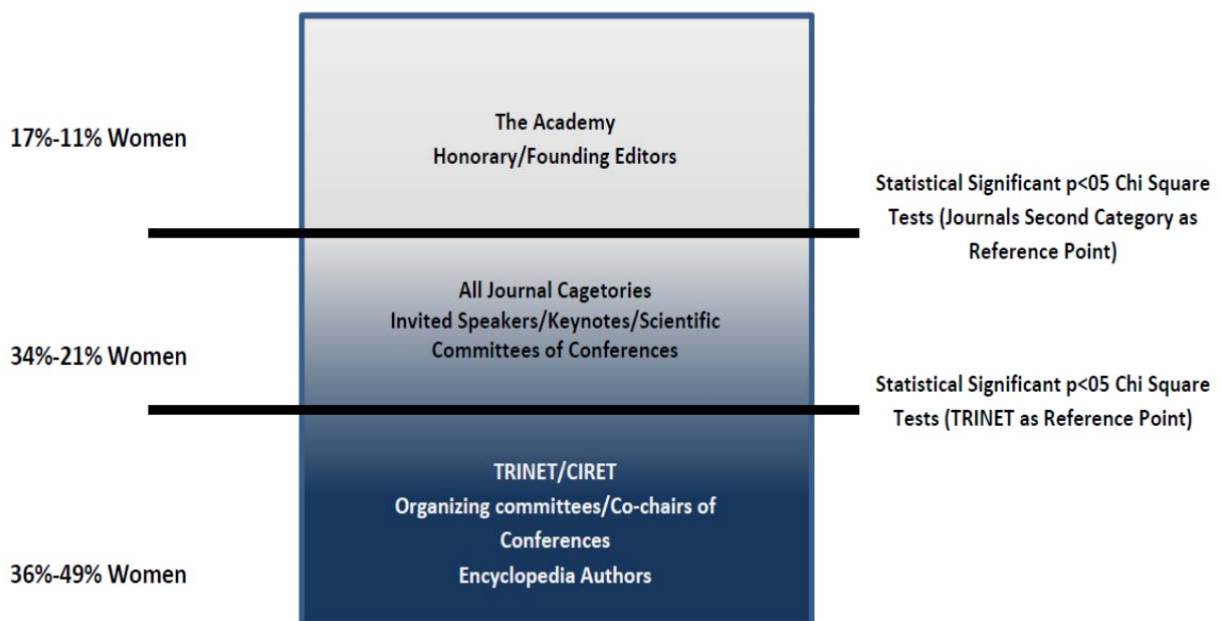 17%-11% Women
The Academy
Honorary/Founding Editors
Statistical Significant p<05 Chi Square
Tests (Journals Second Category as
Reference Point)
All Journal Cagetories
Invited Speakers/Keynotes/Scientific
Committees of Conferences
34%-21% Women
Statistical Significant p<05 Chi Square
Tests (TRINET as Reference Point)
TRINET/CIRET
Organizing committees/Co-chairs of
Conferences
Encyclopedia Authors
36%-49% Women